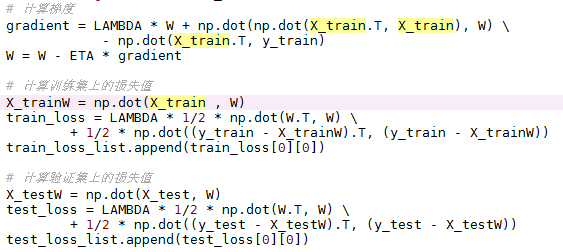 # 计算梯度
gradient = LAMBDA * W + np.dot(np.dot(X_train.T, X_train), W) \
- np.dot(X_train.T, y_train)
W = W - ETA * gradient
# 计算训练集上的损失值
X_trainW = np.dot(X_train , W)
train_loss = LAMBDA * 1/2 * np.dot(W.T, W) \
+ 1/2 * np.dot((y_train - X_trainW).T, (y_train - X_trainW))
train_loss_list.append(train_loss[0][0])
# 计算验证集上的损失值
X_testW = np.dot(X_test, W)
test_loss = LAMBDA * 1/2 * np.dot(W.T, W) \
+ 1/2 * np.dot((y_test - X_testW).T, (y_test - X_testW))
test_loss_list.append(test_loss[0][0])